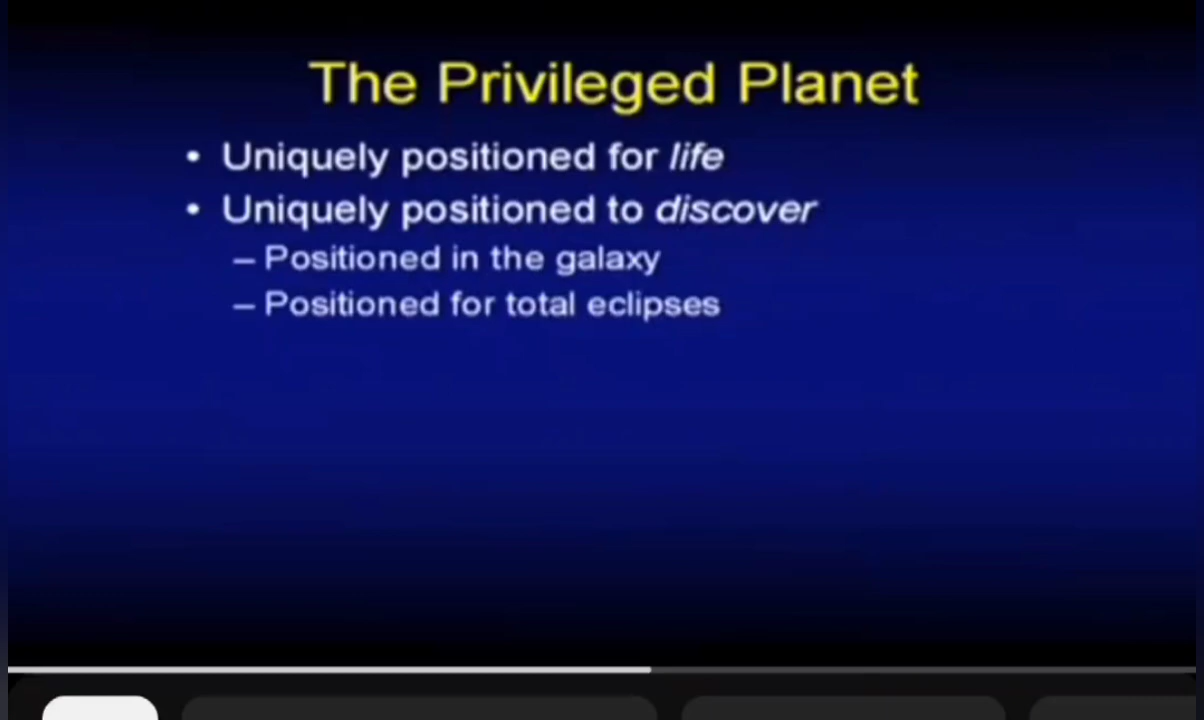 The Privileged Planet
• Uniquely positioned for life
• Uniquely positioned to discover
– Positioned in the galaxy
– Positioned for total eclipses